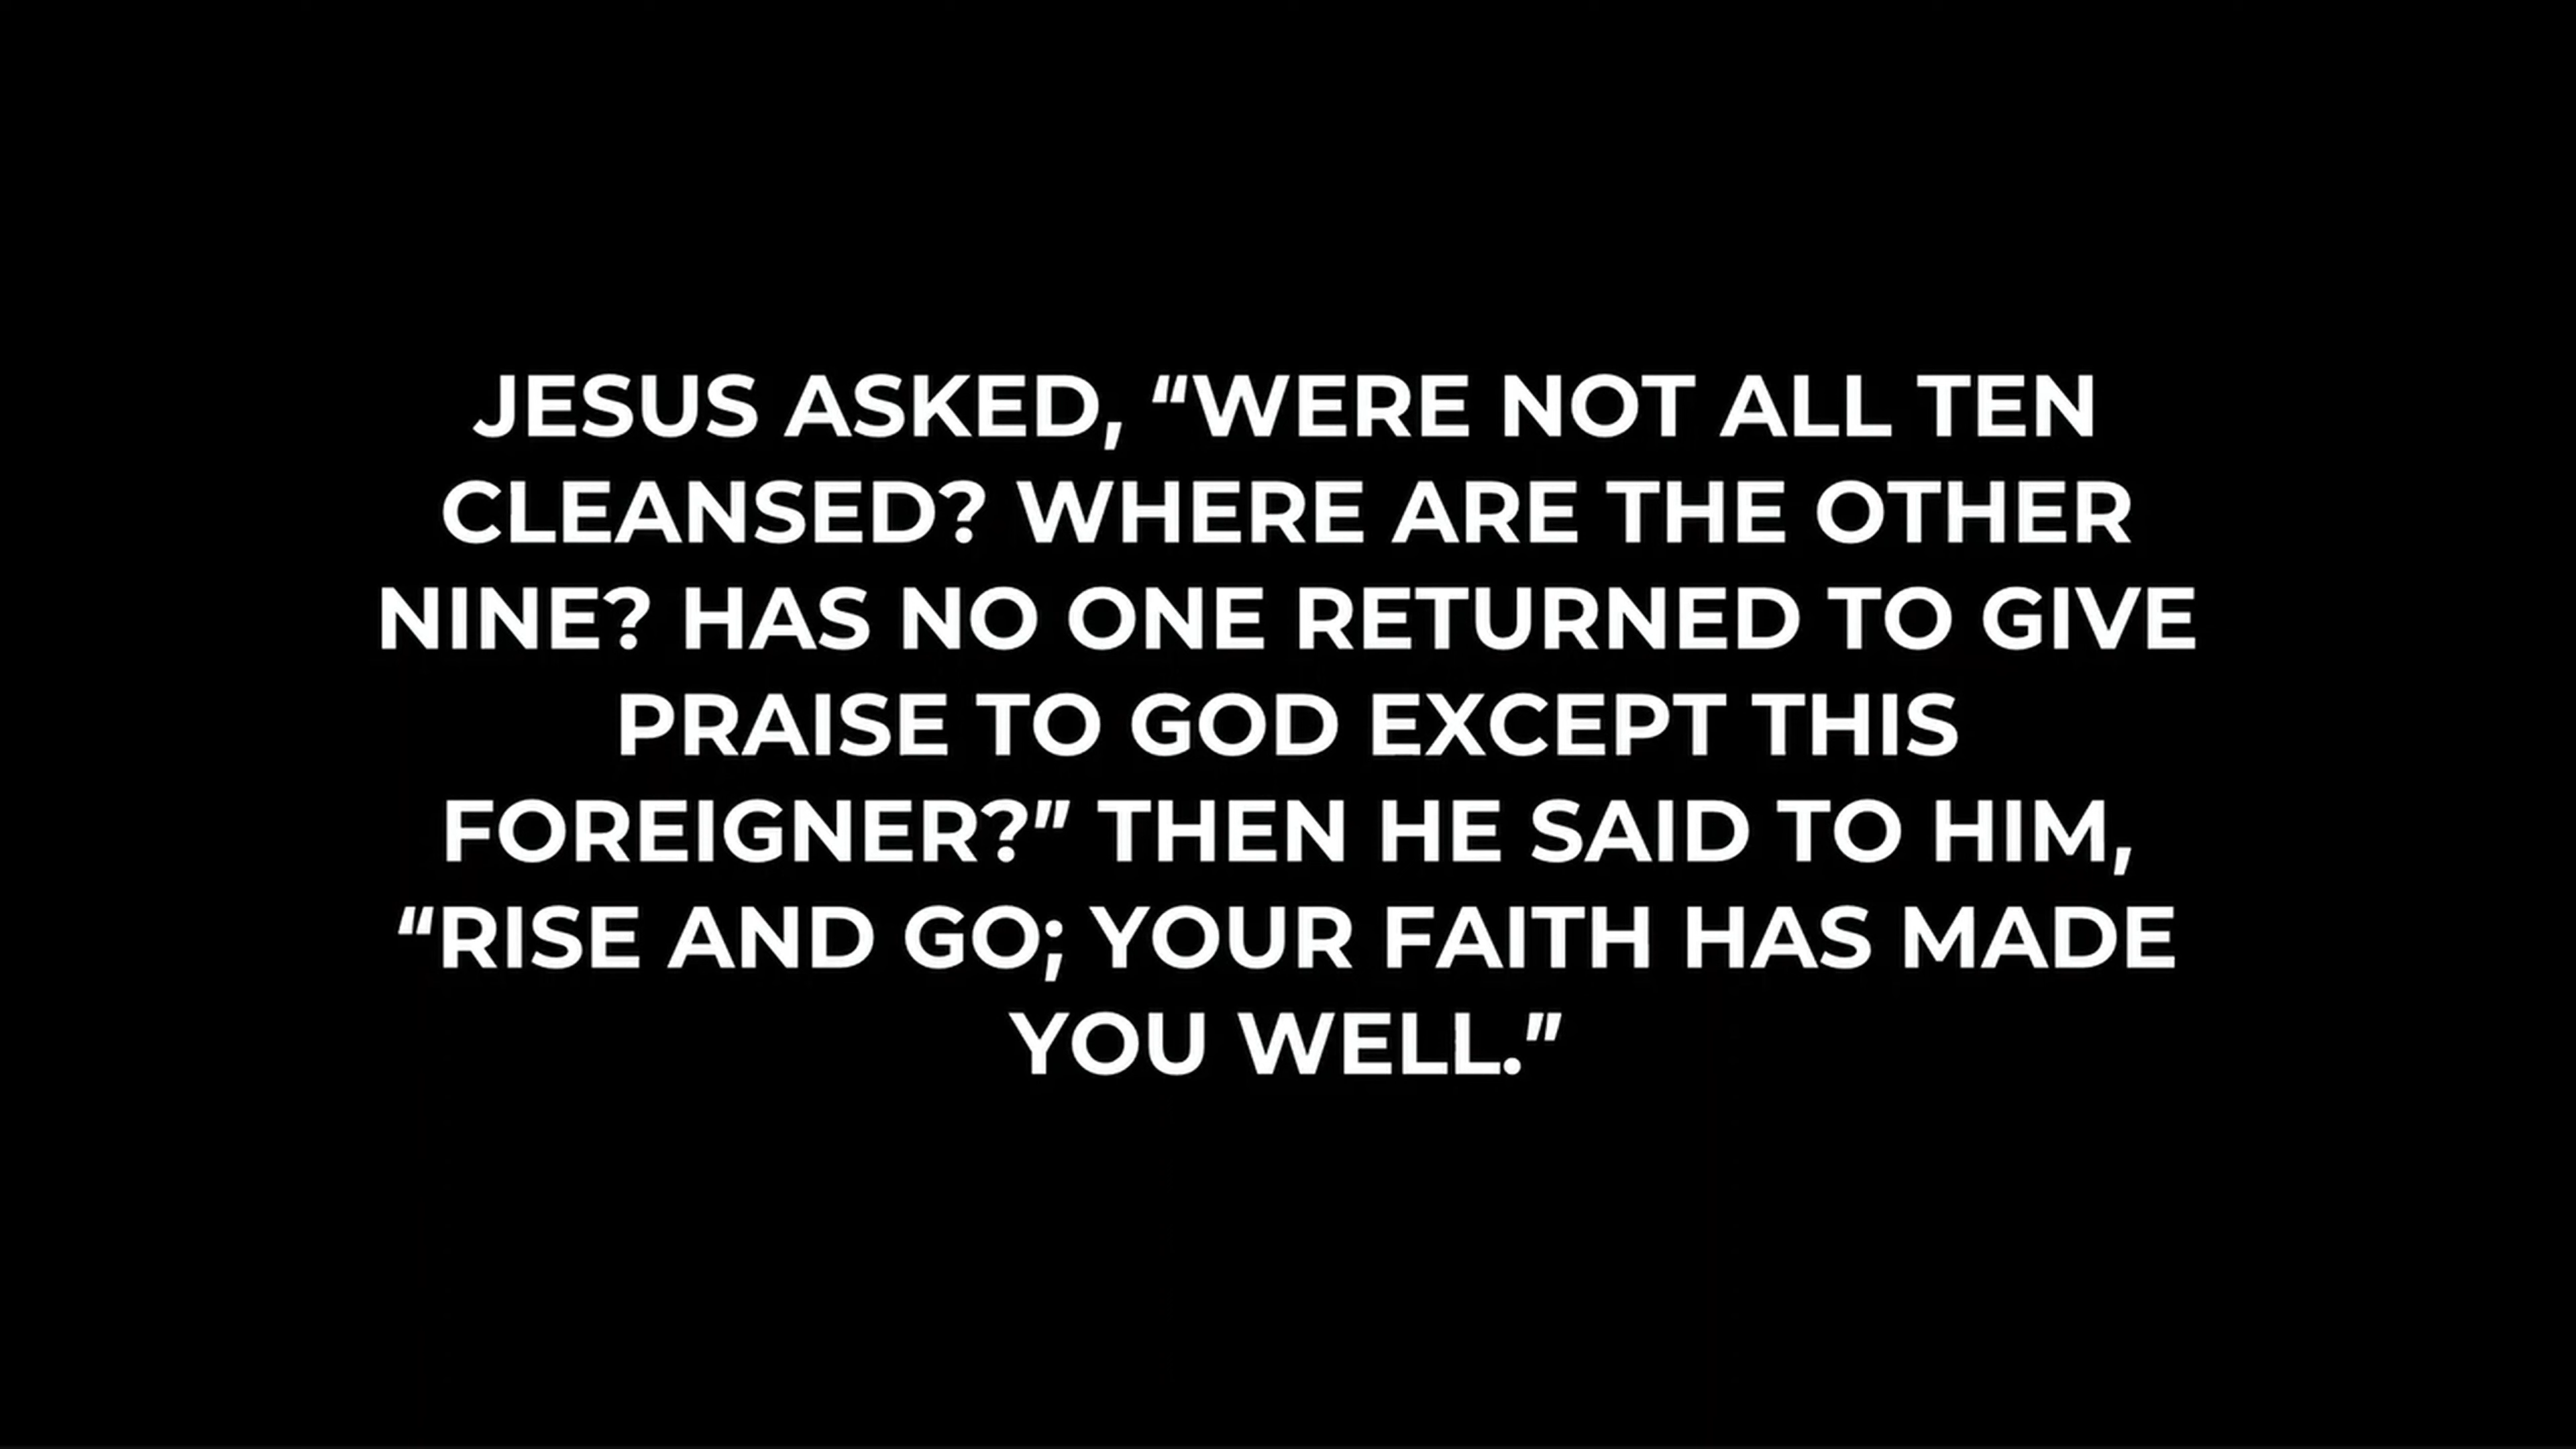 JESUS ASKED, “WERE NOT ALL TEN
CLEANSED? WHERE ARE THE OTHER
NINE? HAS NO ONE RETURNED TO GIVE
PRAISE TO GOD EXCEPT THIS
FOREIGNER?” THEN HE SAID TO HIM,
“RISE AND GO; YOUR FAITH HAS MADE
YOU WELL.”